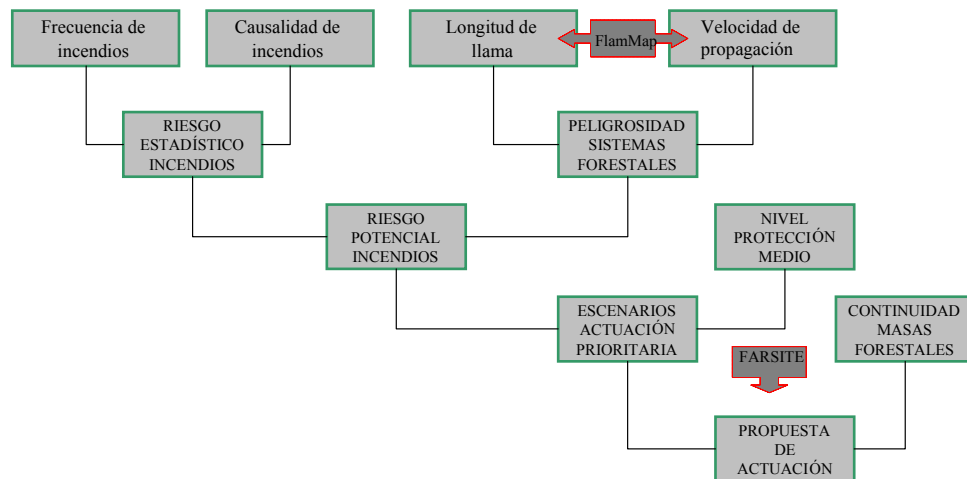 Frecuencia de
incendios
Causalidad de
incendios
Longitud de
llama
FlamMap
Velocidad de
propagación
RIESGO
ESTADÍSTICO
INCENDIOS
PELIGROSIDAD
SISTEMAS
FORESTALES
RIESGO
POTENCIAL
INCENDIOS
NIVEL
PROTECCIÓN
MEDIO
ESCENARIOS
ACTUACIÓN
PRIORITARIA
CONTINUIDAD
MASAS
FORESTALES
FARSITE
PROPUESTA
DE
ACTUACIÓN